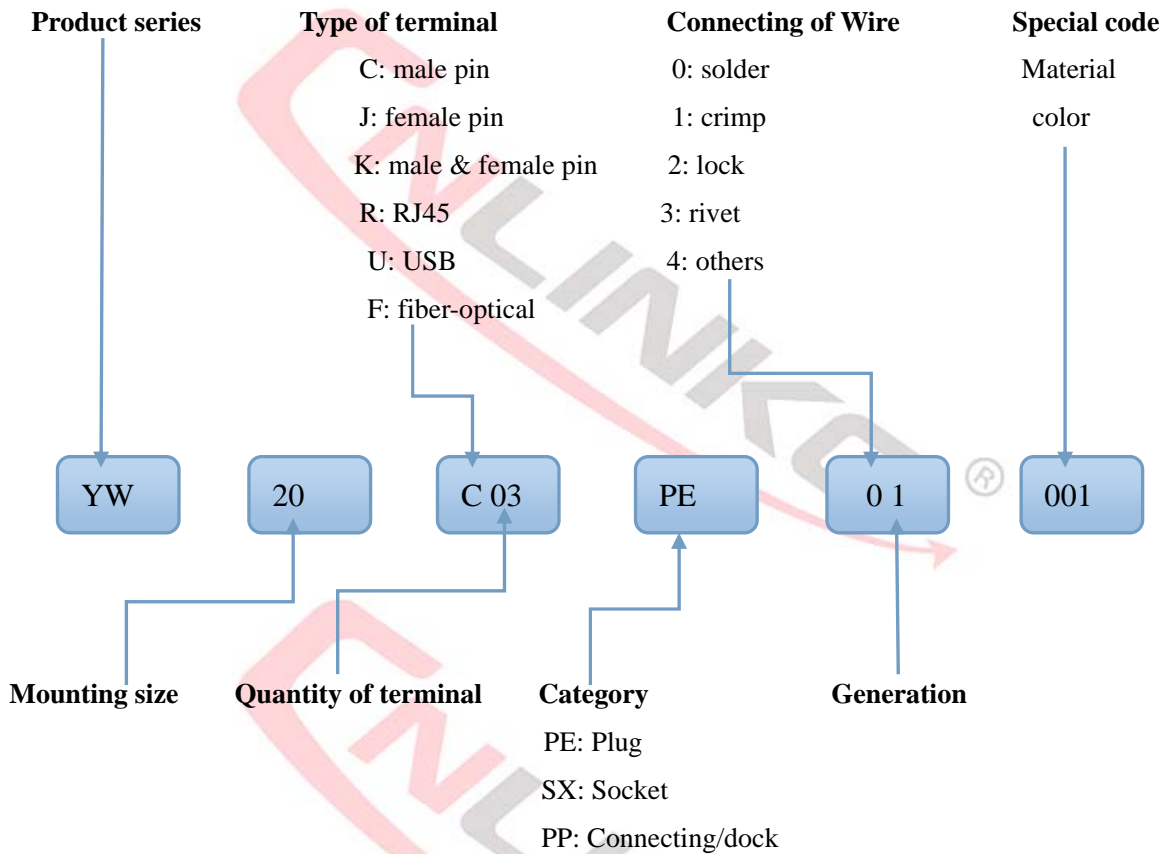 Product series Type of terminal Connecting of Wire Special code
C: male pin 0: solder Material
J: female pin 1: crimp color
K: male & female pin 2: lock
R: RJ45 3: rivet
U: USB 4: others
F: fiber-optical
CNLINKO ®
YW 20 C 03 PE 0 1 001
Mounting size Quantity of terminal Category Generation
PE: Plug
SX: Socket
PP: Connecting/dock